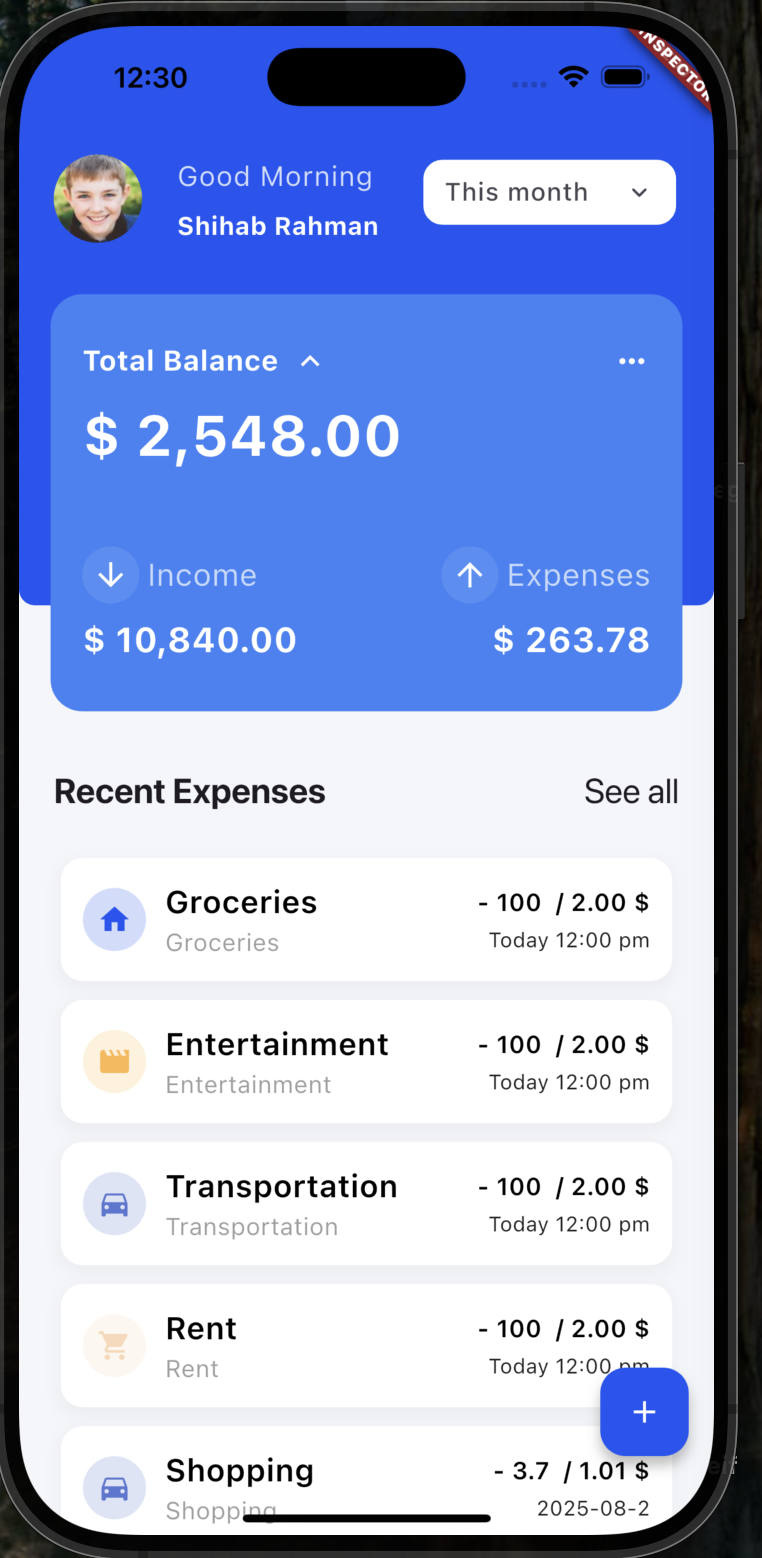 12:30
INSPECTOR
Good Morning
Shihab Rahman
This month
Total Balance
$ 2,548.00
Income
Expenses
$ 10,840.00
$ 263.78
Recent Expenses
See all
Groceries
- 100 / 2.00 $
Groceries
Today 12:00 pm
Entertainment
- 100 / 2.00 $
Entertainment
Today 12:00 pm
Transportation
- 100 / 2.00 $
Transportation
Today 12:00 pm
Rent
- 100 / 2.00 $
Rent
Today 12:00 pm
+
Shopping
- 3.7 / 1.01 $
Shopping
2025-08-2